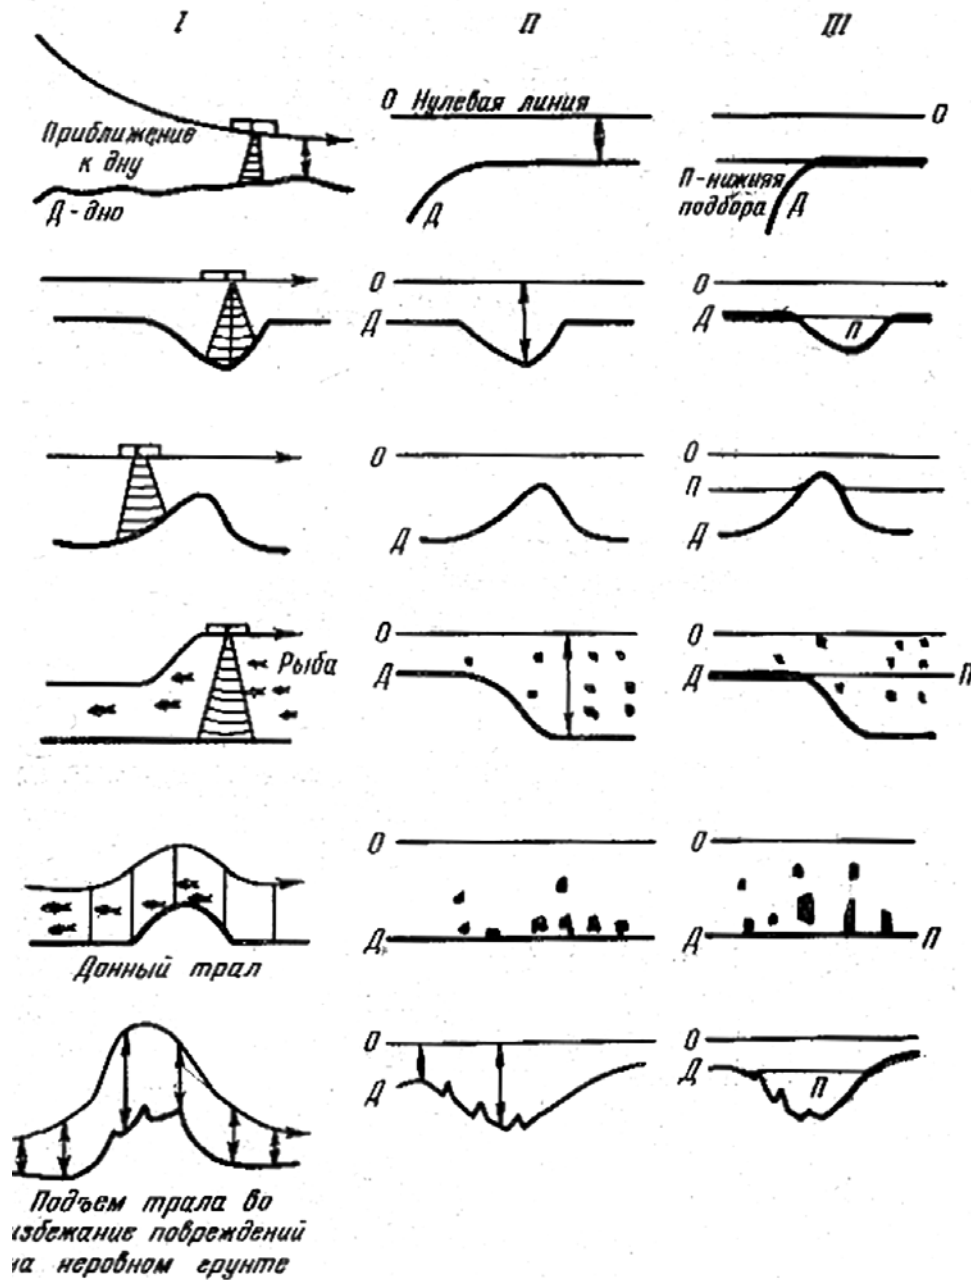 I II III
О Нулевая линия
О
Приближение
к дну
Д - дно
Д
П - нижняя
подбора Д
О О
Д Д П
О О
П
Д Д
О О
Рыба
Д Д П
О О
Д Д П
Донный трал
О О
Д Д П
Подъем трала во
избежание повреждений
на неровном грунте